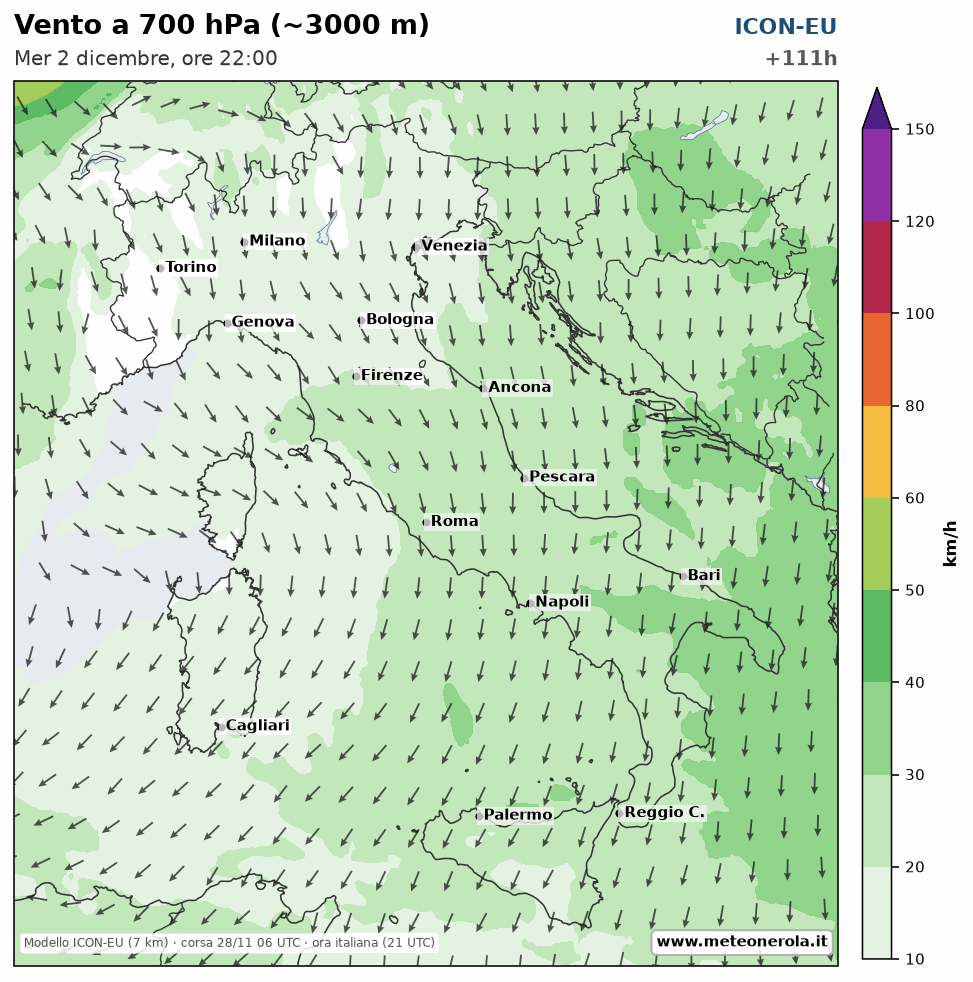 Vento a 700 hPa (~3000 m)
ICON-EU
Mer 2 dicembre, ore 22:00
+111h
Milano
Venezia
Torino
Genova
Bologna
Firenze
Ancona
Pescara
Roma
Bari
Napoli
Cagliari
Palermo
Reggio C.
150
120
100
80
60
50
40
30
20
10
km/h
Modello ICON-EU (7 km) · corsa 28/11 06 UTC · ora italiana (21 UTC)
www.meteonerola.it